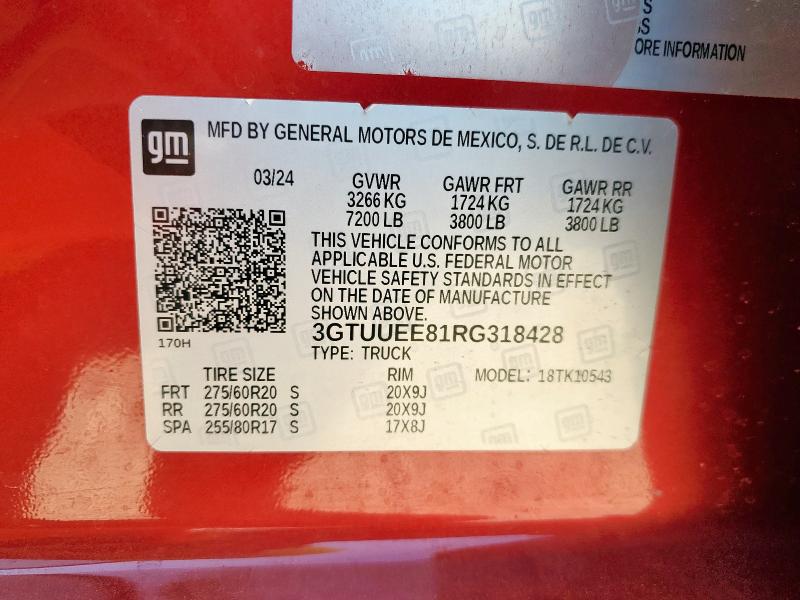 S
SS
ORE INFORMATION
gm
MFD BY GENERAL MOTORS DE MEXICO, S. DE R.L. DE C.V.
03/24 GVWR GAWR FRT GAWR RR
3266 KG 1724 KG 1724 KG
7200 LB 3800 LB 3800 LB
THIS VEHICLE CONFORMS TO ALL
APPLICABLE U.S. FEDERAL MOTOR
VEHICLE SAFETY STANDARDS IN EFFECT
ON THE DATE OF MANUFACTURE
SHOWN ABOVE.
170H
3GTUUEE81RG318428
TYPE: TRUCK
TIRE SIZE RIM MODEL: 18TK10543
FRT 275/60R20 S 20X9J
RR 275/60R20 S 20X9J
SPA 255/80R17 S 17X8J